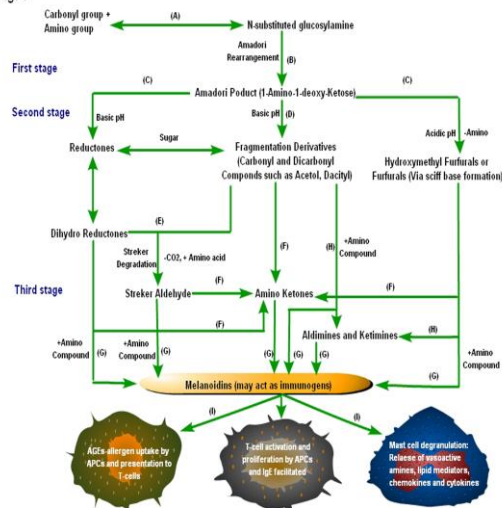 Carbonyl group +
Amino group
(A)
N-substituted glucosylamine
Amadori
Rearrangement
(B)
First stage
(C)
Amadori Poduct (1-Amino-1-deoxy-Ketose)
(C)
Second stage
Basic pH
Basic pH
(D)
Acidic pH
-Amino
Sugar
Reductones
Fragmentation Derivatives
(Carbonyl and Dicarbonyl
Componds such as Acetol, Dacityl)
Hydroxymethyl Furfurals or
Furfurals (Via sciff base formation)
Dihydro Reductones
(E)
Streker
Degradation
-CO2, + Amino acid
(F)
(H)
+Amino
Compound
Third stage
Streker Aldehyde
(F)
Amino Ketones
(F)
(F)
Aldimines and Ketimines
(H)
+Amino
Compound
(G)
+Amino
Compound
(G)
(G)
(G)
(G)
+Amino
Compound
(G)
Melanoidins (may act as immunogens)
(I)
(I)
(I)
AGEs-allergen uptake by
APCs and presentation to
T-cells
T-cell activation and
proliferation by APCs
and IgE facilitated
Mast cell degranulation:
Relaese of vasoactive
amines, lipid mediators,
chemokines and cytokines